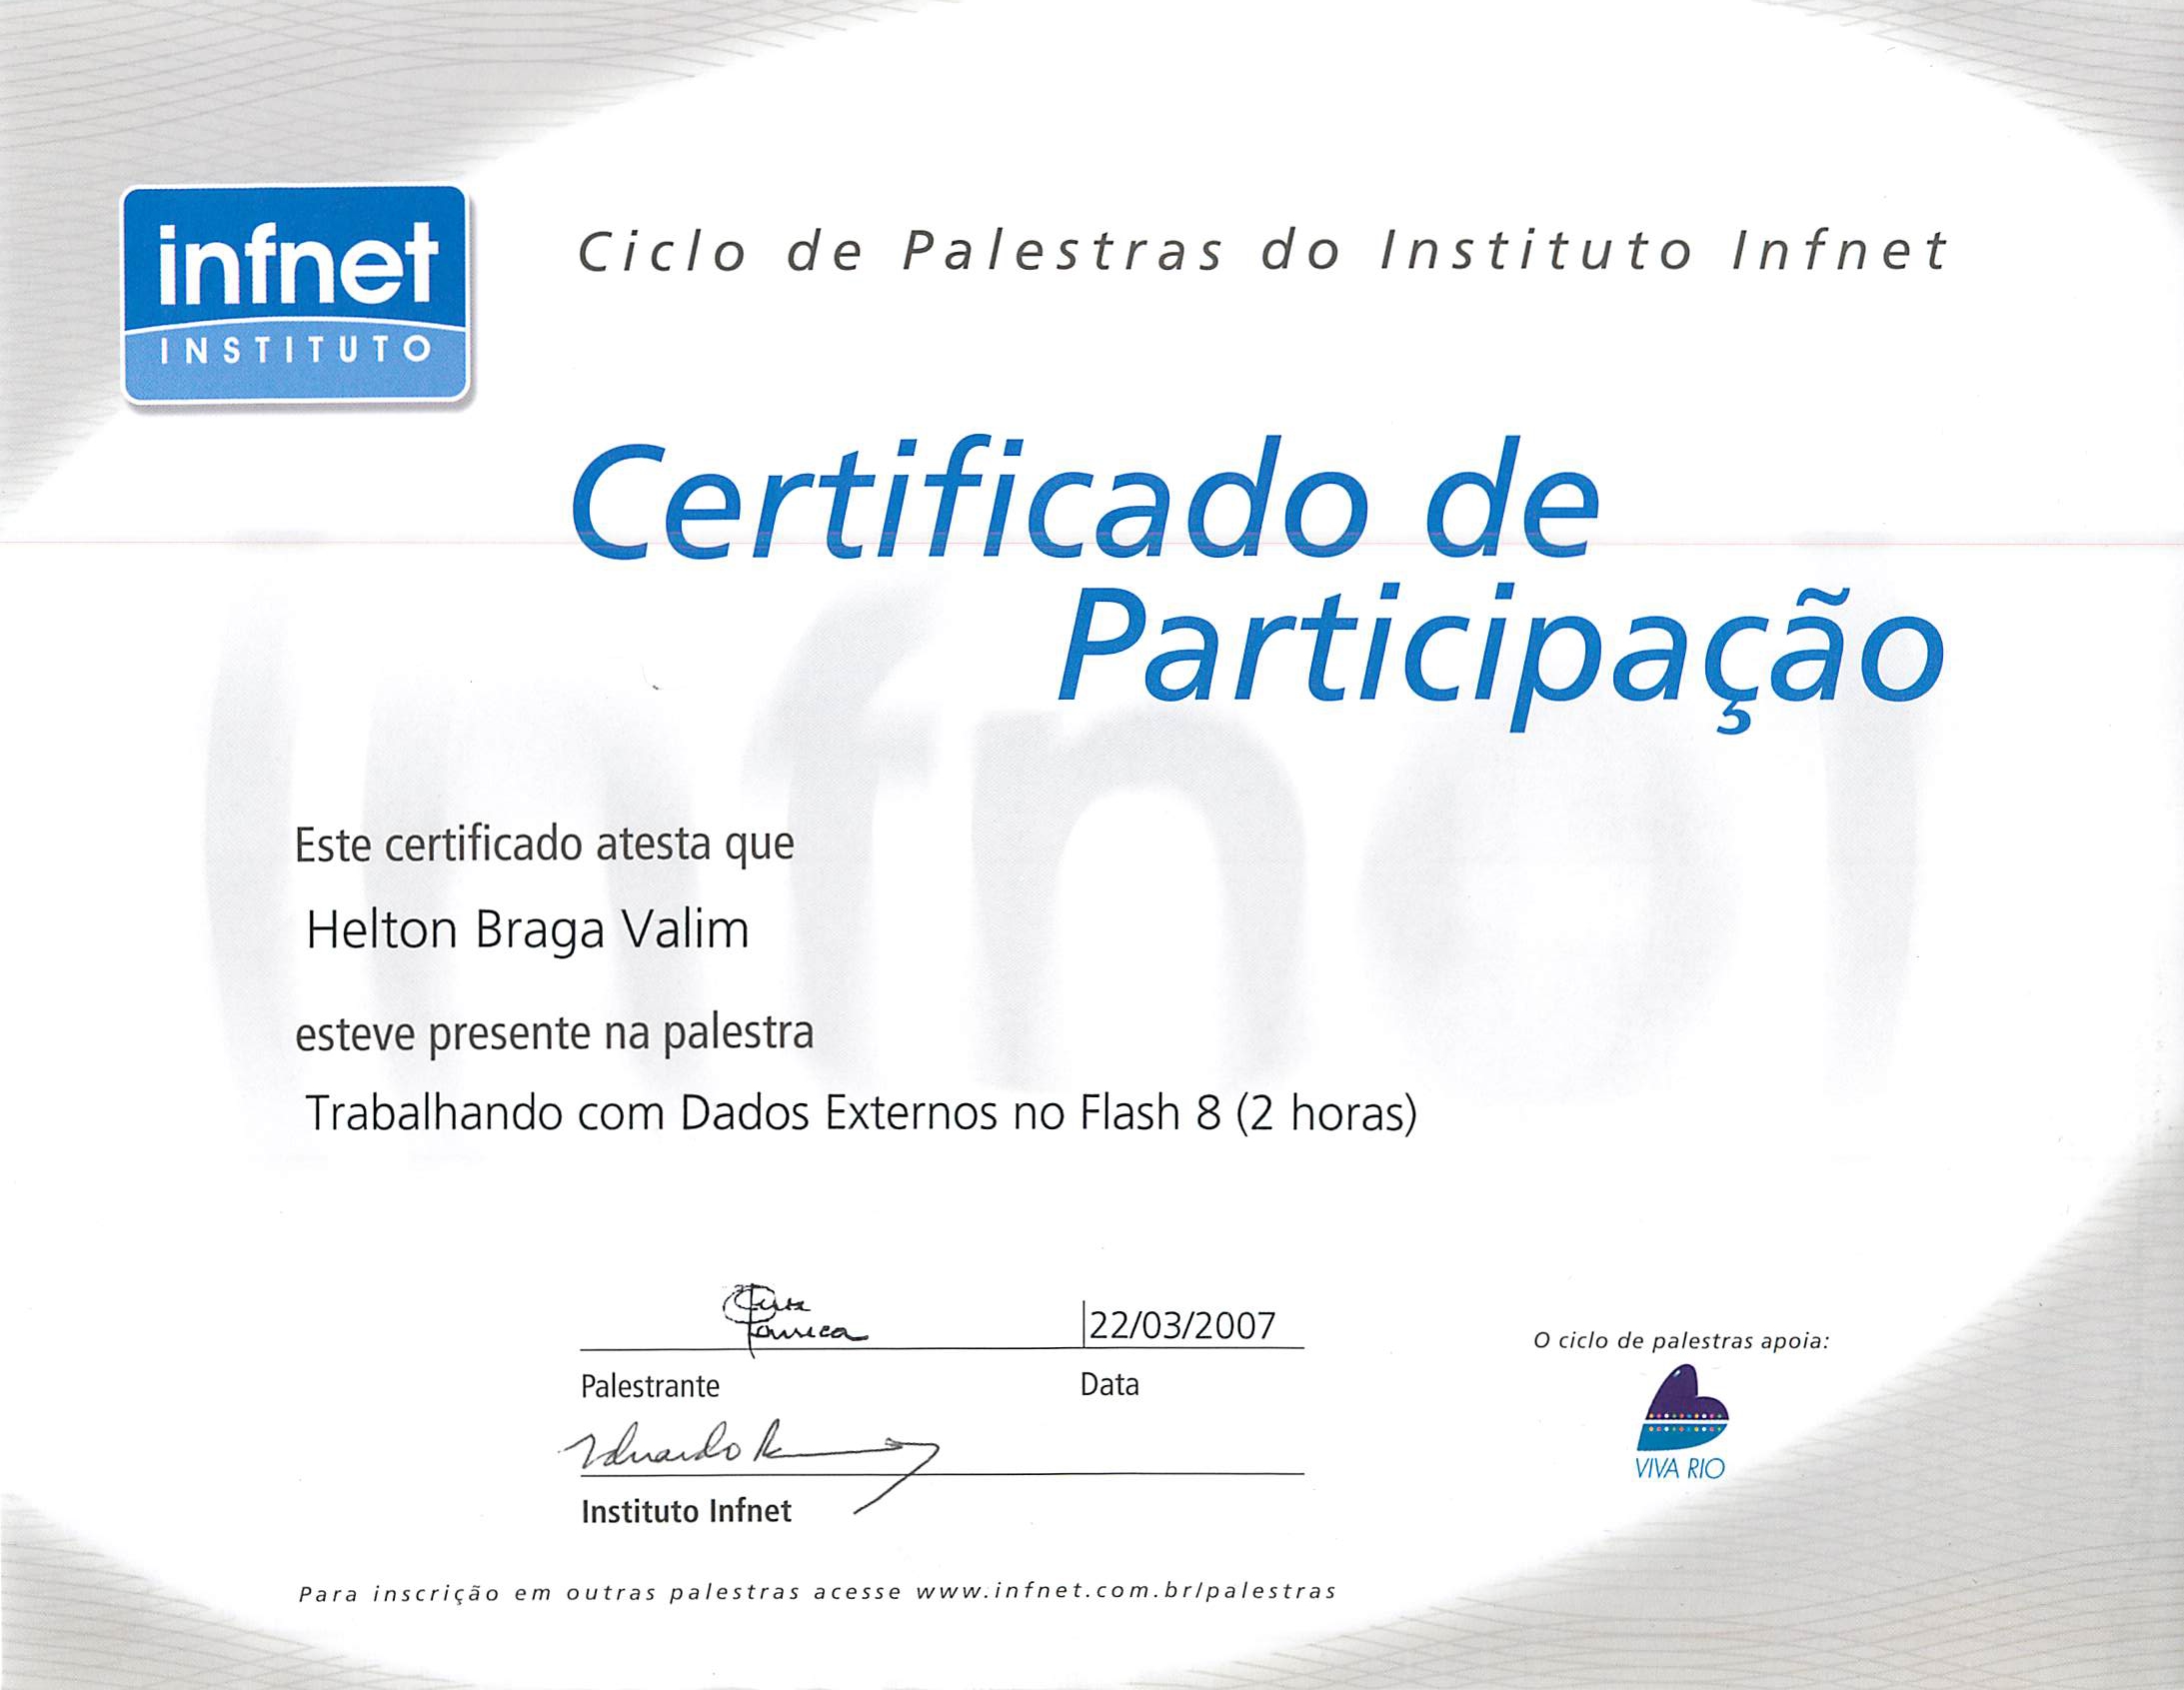 infnet
INSTITUTO
Ciclo de Palestras do Instituto Infnet
Certificado de
Participação
Este certificado atesta que
Helton Braga Valim
esteve presente na palestra
Trabalhando com Dados Externos no Flash 8 (2 horas)
22/03/2007
Palestrante
Data
Eduardo
Instituto Infnet
O ciclo de palestras apoia:
VIVA RIO
Para inscrição em outras palestras acesse www.infnet.com.br/palestras